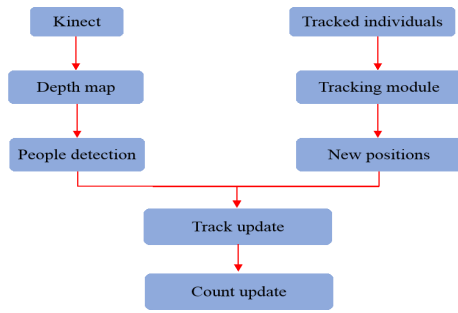 Kinect
Tracked individuals
Depth map
Tracking module
People detection
New positions
Track update
Count update